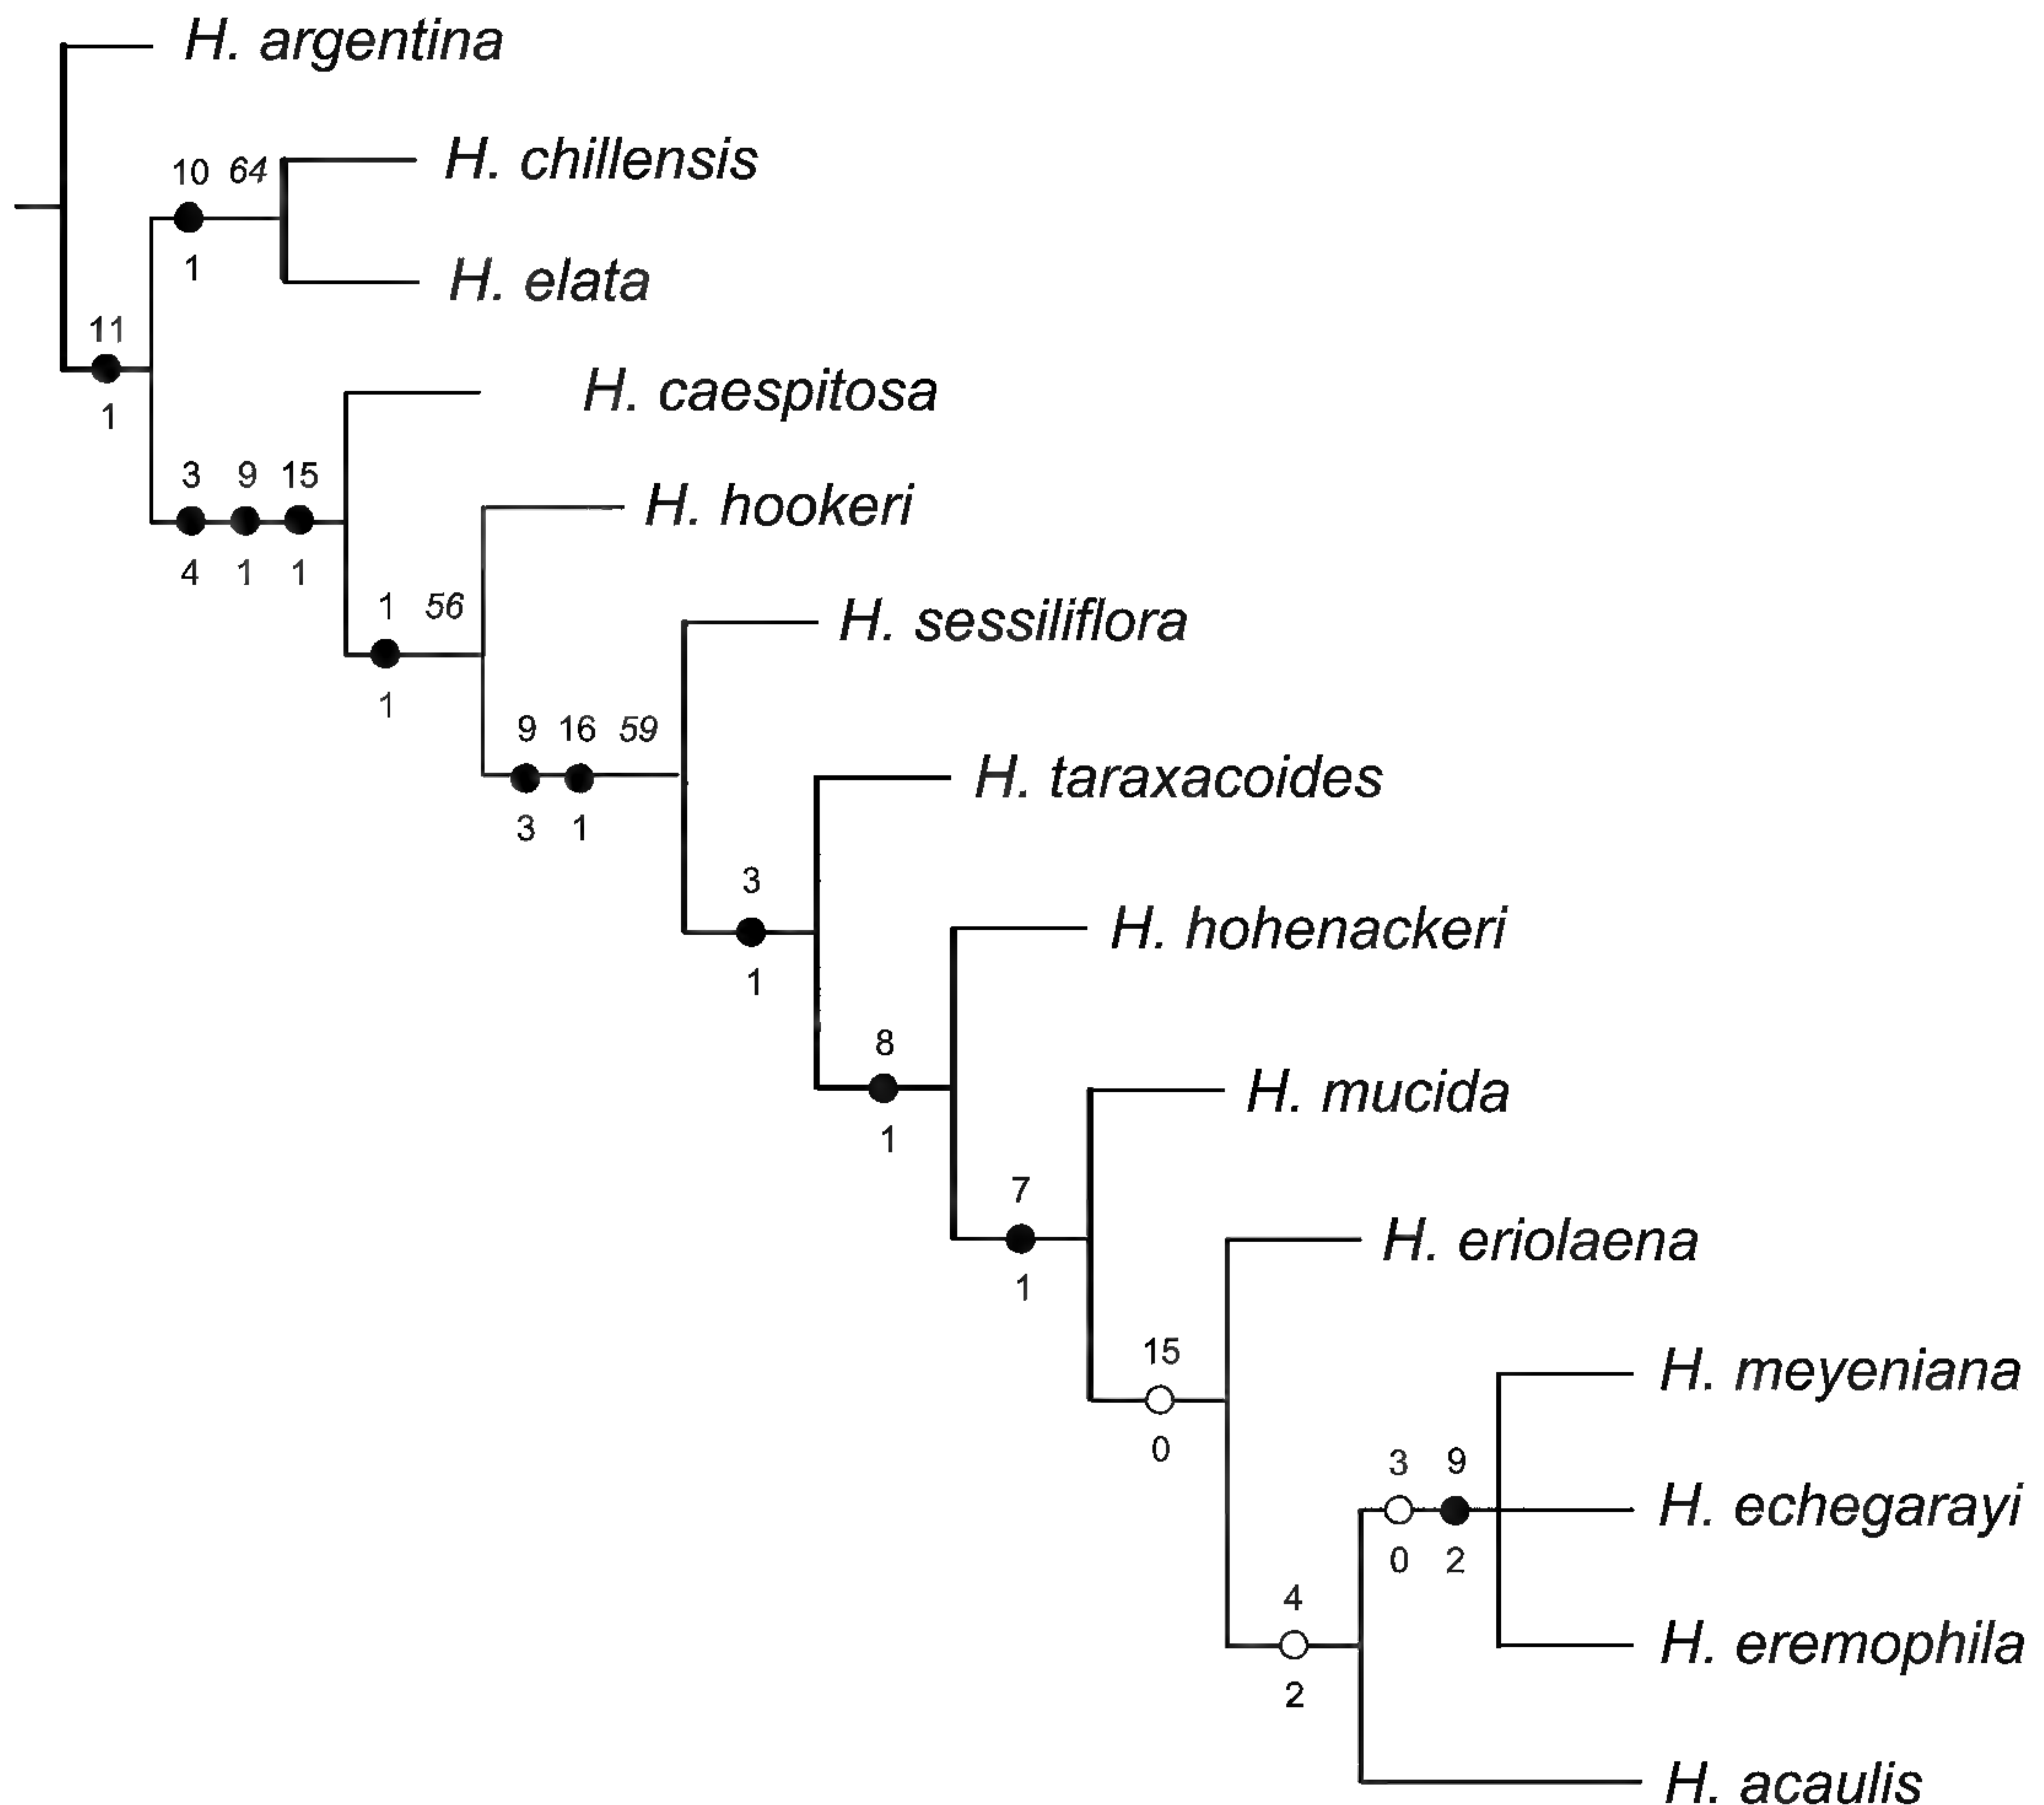 H. argentina
10 64
H. chillensis
1
H. elata
11
1
H. caespitosa
3 9 15
4 1 1
H. hookeri
1 56
1
H. sessiliflora
9 16 59
3 1
H. taraxacoides
3
1
H. hohenackeri
8
1
H. mucida
7
1
H. eriolaena
15
0
H. meyeniana
3 9
H. echegarayi
0 2
4
H. eremophila
2
H. acaulis